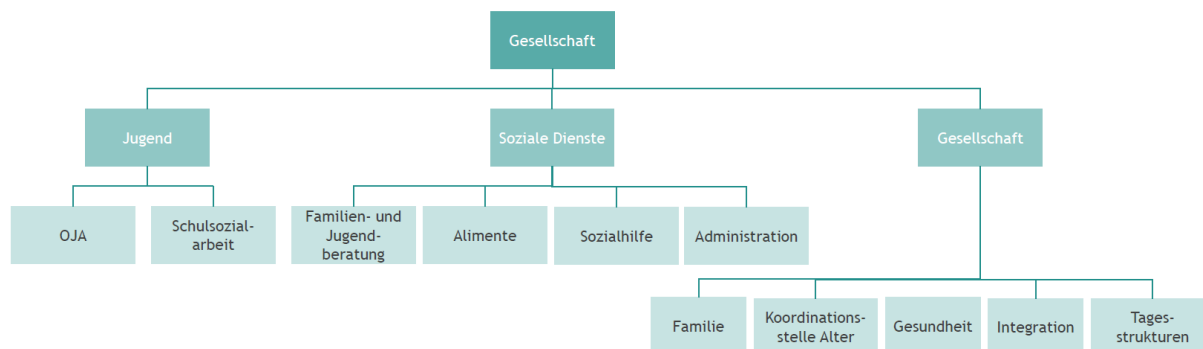 Gesellschaft
Jugend
Soziale Dienste
Gesellschaft
OJA
Schulsozial-
arbeit
Familien- und
Jugend-
beratung
Alimente
Sozialhilfe
Administration
Familie
Koordinations-
stelle Alter
Gesundheit
Integration
Tages-
strukturen